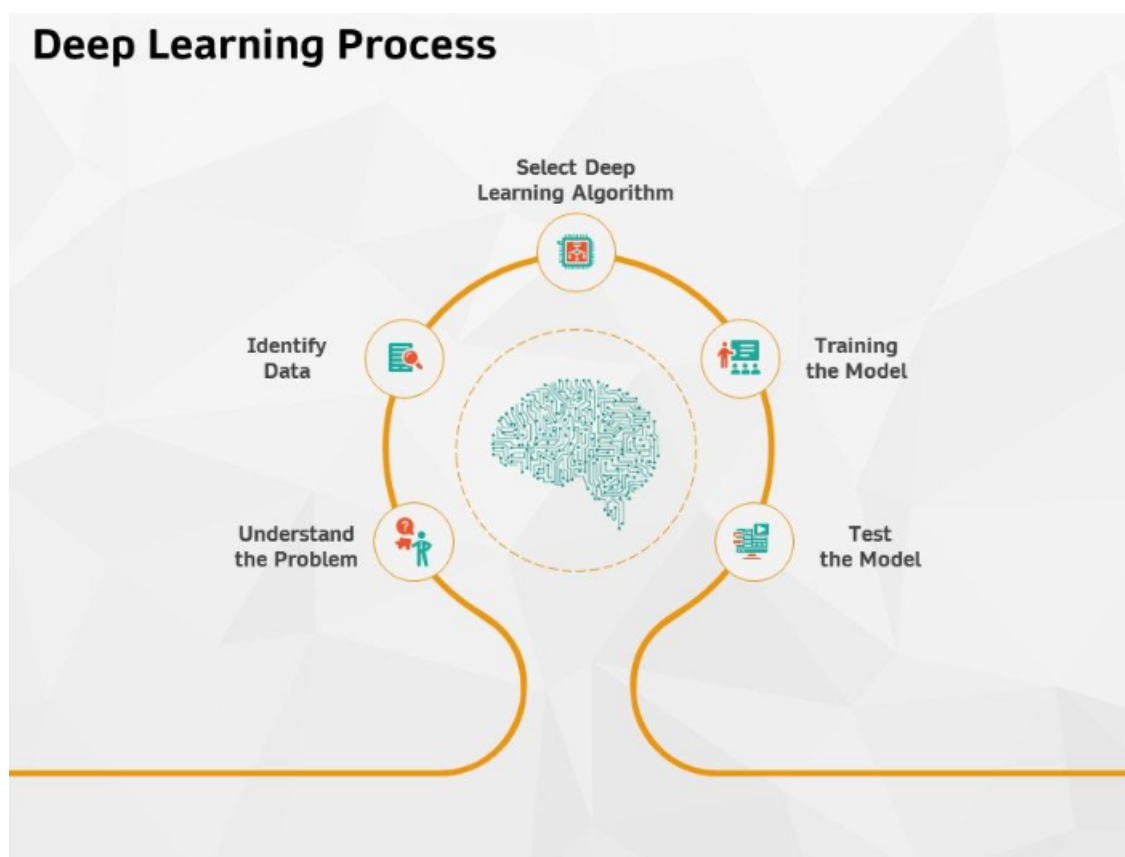 Deep Learning Process
Select Deep
Learning Algorithm
Identify
Data
Training
the Model
Understand
the Problem
?
Test
the Model